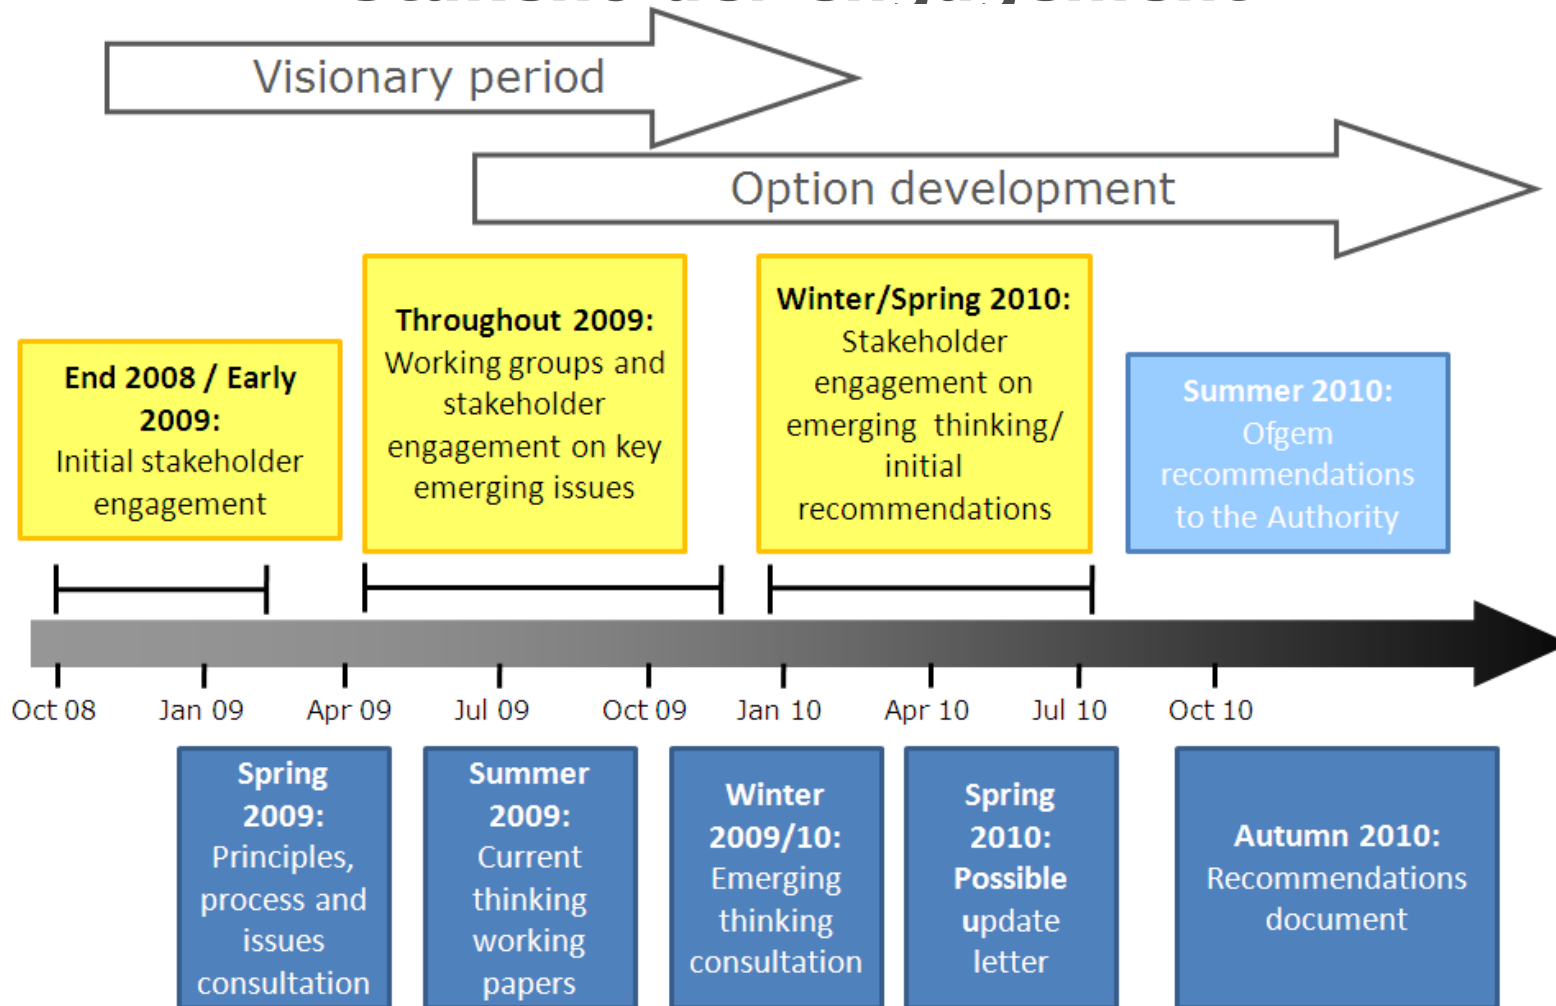 Visionary period
Option development
End 2008 / Early
2009:
Initial stakeholder
engagement
Throughout 2009:
Working groups and
stakeholder
engagement on key
emerging issues
Winter/Spring 2010:
Stakeholder
engagement on
emerging thinking/
initial
recommendations
Summer 2010:
Ofgem
recommendations
to the Authority
Oct 08
Jan 09
Apr 09
Jul 09
Oct 09
Jan 10
Apr 10
Jul 10
Oct 10
Spring
2009:
Principles,
process and
issues
consultation
Summer
2009:
Current
thinking
working
papers
Winter
2009/10:
Emerging
thinking
consultation
Spring
2010:
Possible
update
letter
Autumn 2010:
Recommendations
document